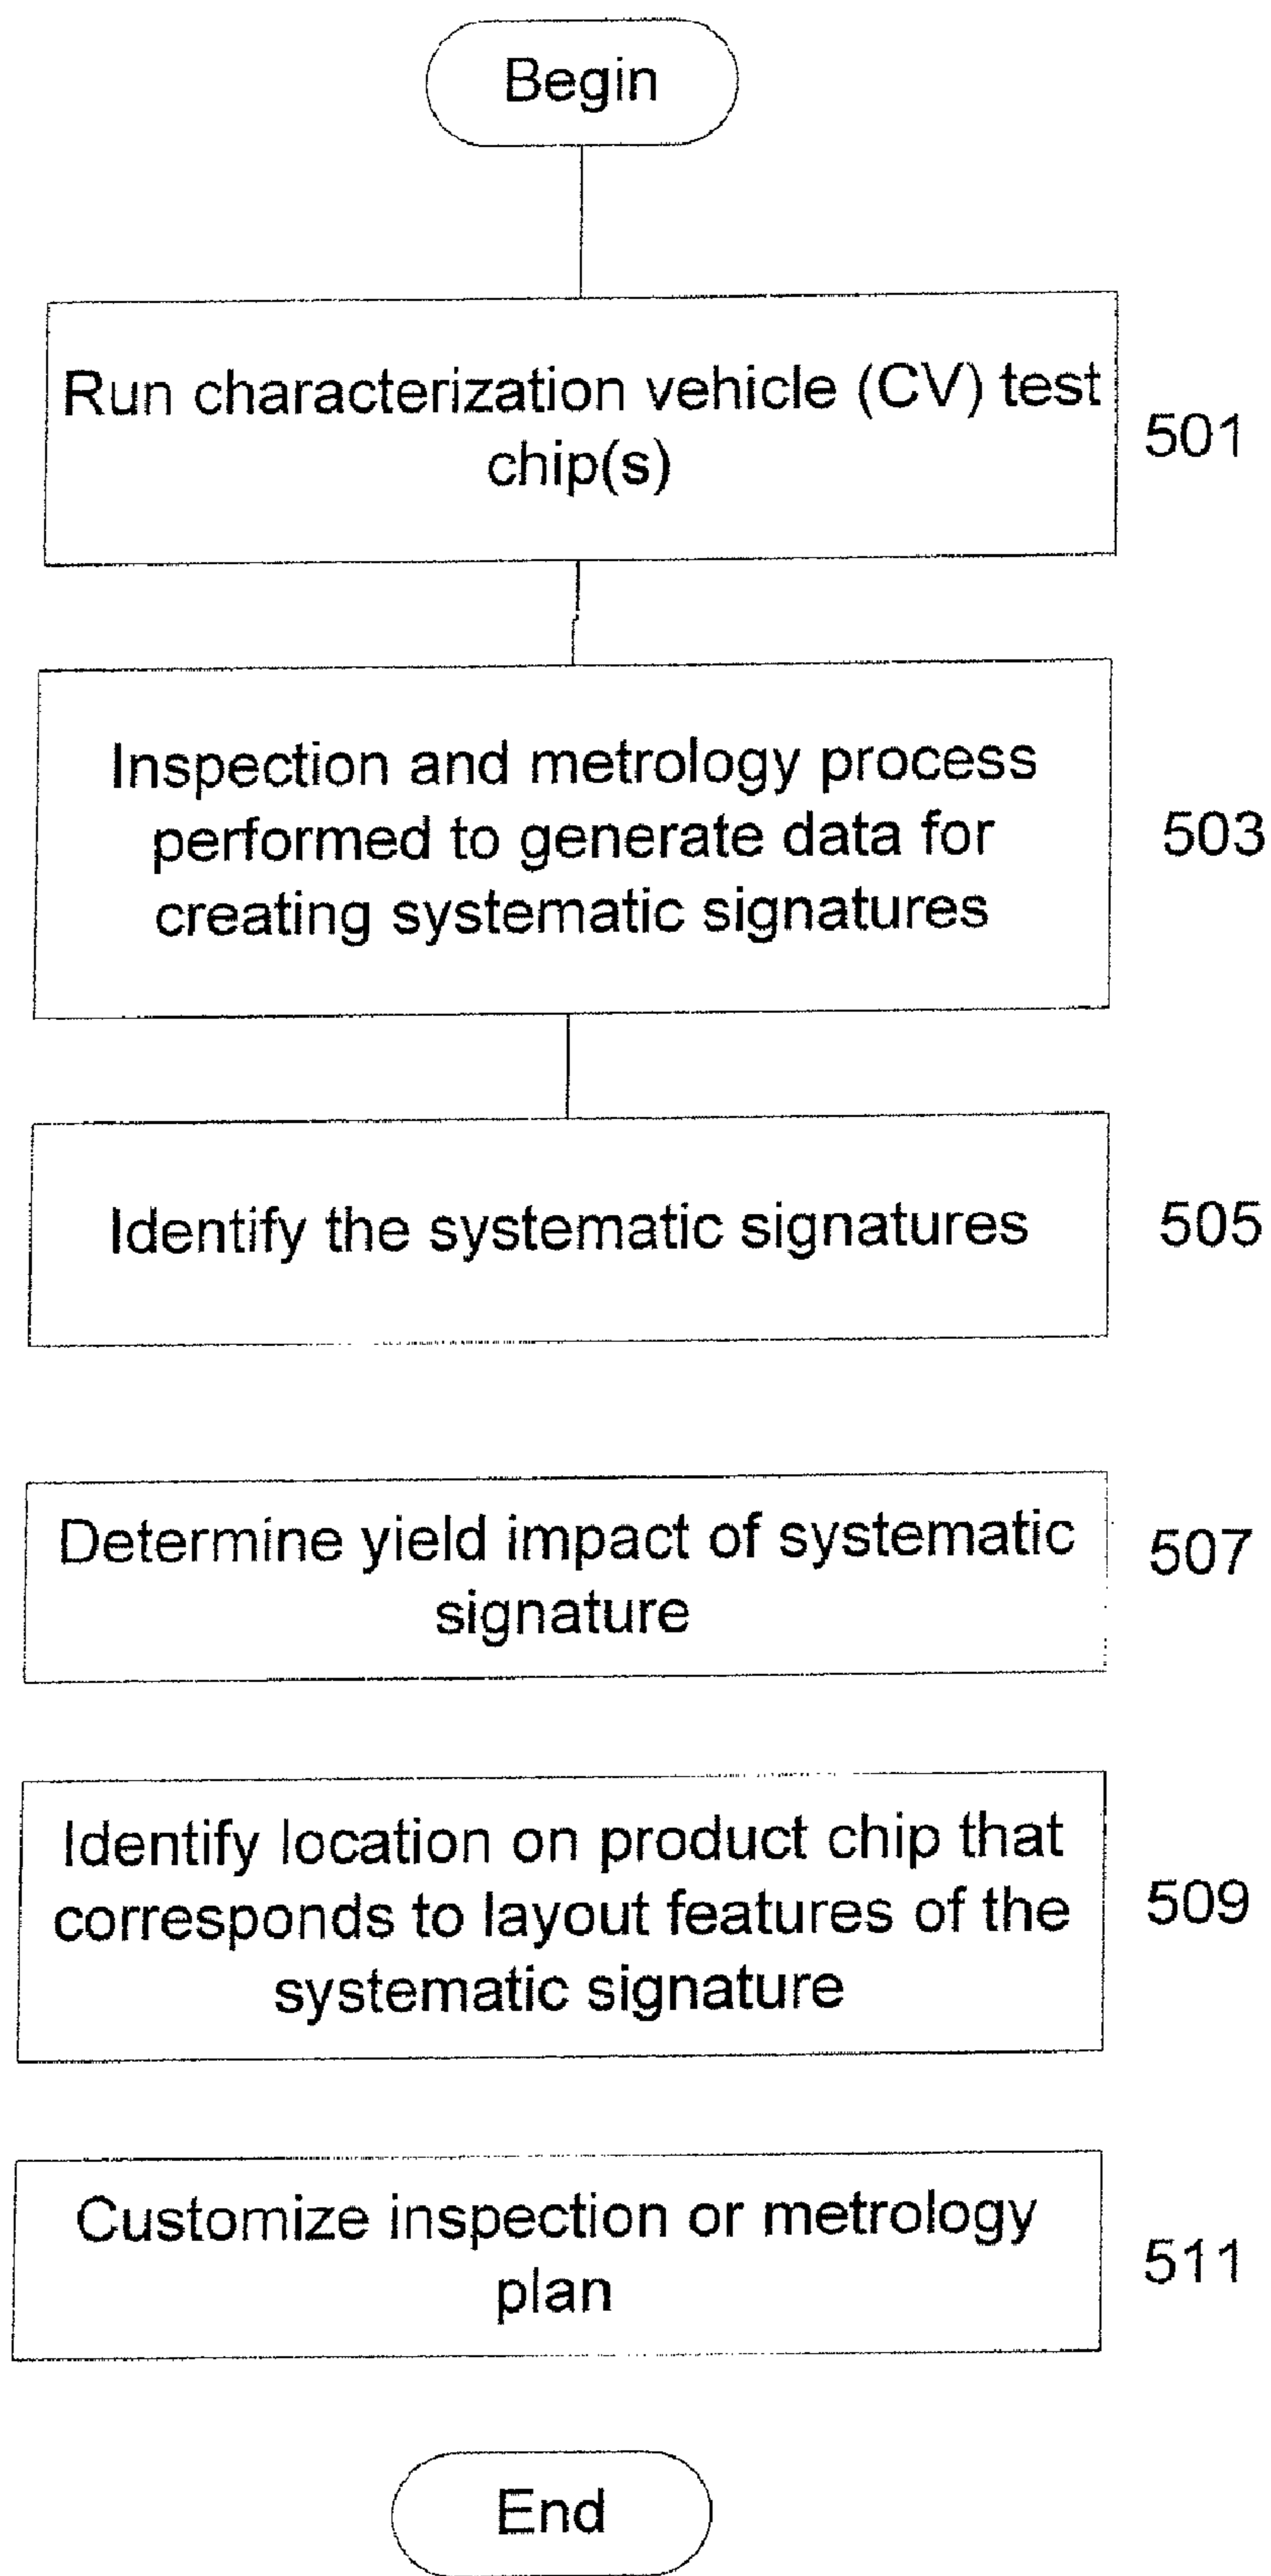 Begin
Run characterization vehicle (CV) test
chip(s)
501
Inspection and metrology process
performed to generate data for
creating systematic signatures
503
Identify the systematic signatures
505
Determine yield impact of systematic
signature
507
Identify location on product chip that
corresponds to layout features of the
systematic signature
509
Customize inspection or metrology
plan
511
End